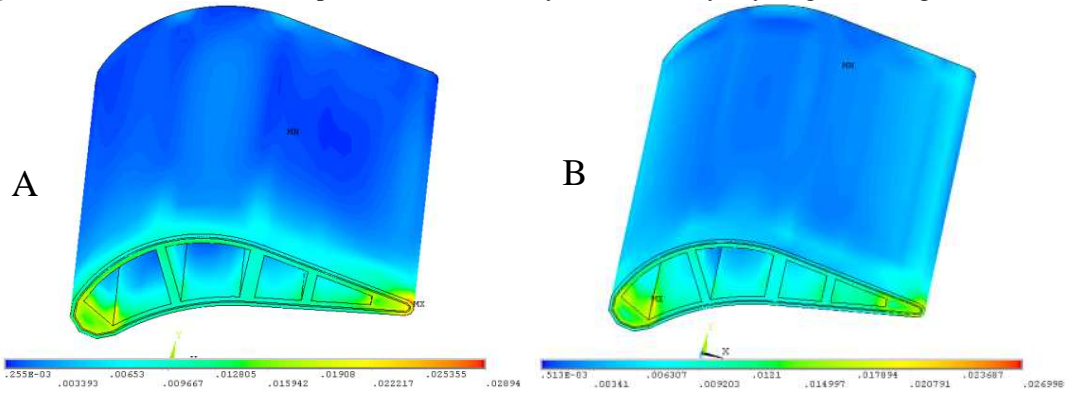 MN
MN
A
B
MX
MX
Y
X
.255E-03
.00653
.012805
.01908
.025355
.003393
.009667
.015942
.022217
.02894
.513E-03
.006307
.0121
.017894
.023687
.00341
.009203
.014997
.020791
.026998